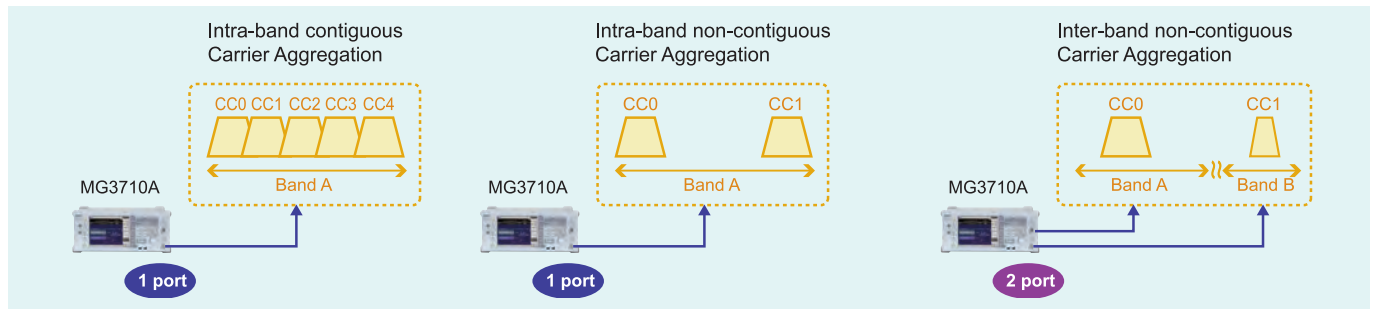 Intra-band contiguous
Carrier Aggregation
CC0 CC1 CC2 CC3 CC4
Band A
MG3710A
1 port
Intra-band non-contiguous
Carrier Aggregation
CC0 CC1
Band A
MG3710A
1 port
Inter-band non-contiguous
Carrier Aggregation
CC0 CC1
Band A Band B
MG3710A
2 port